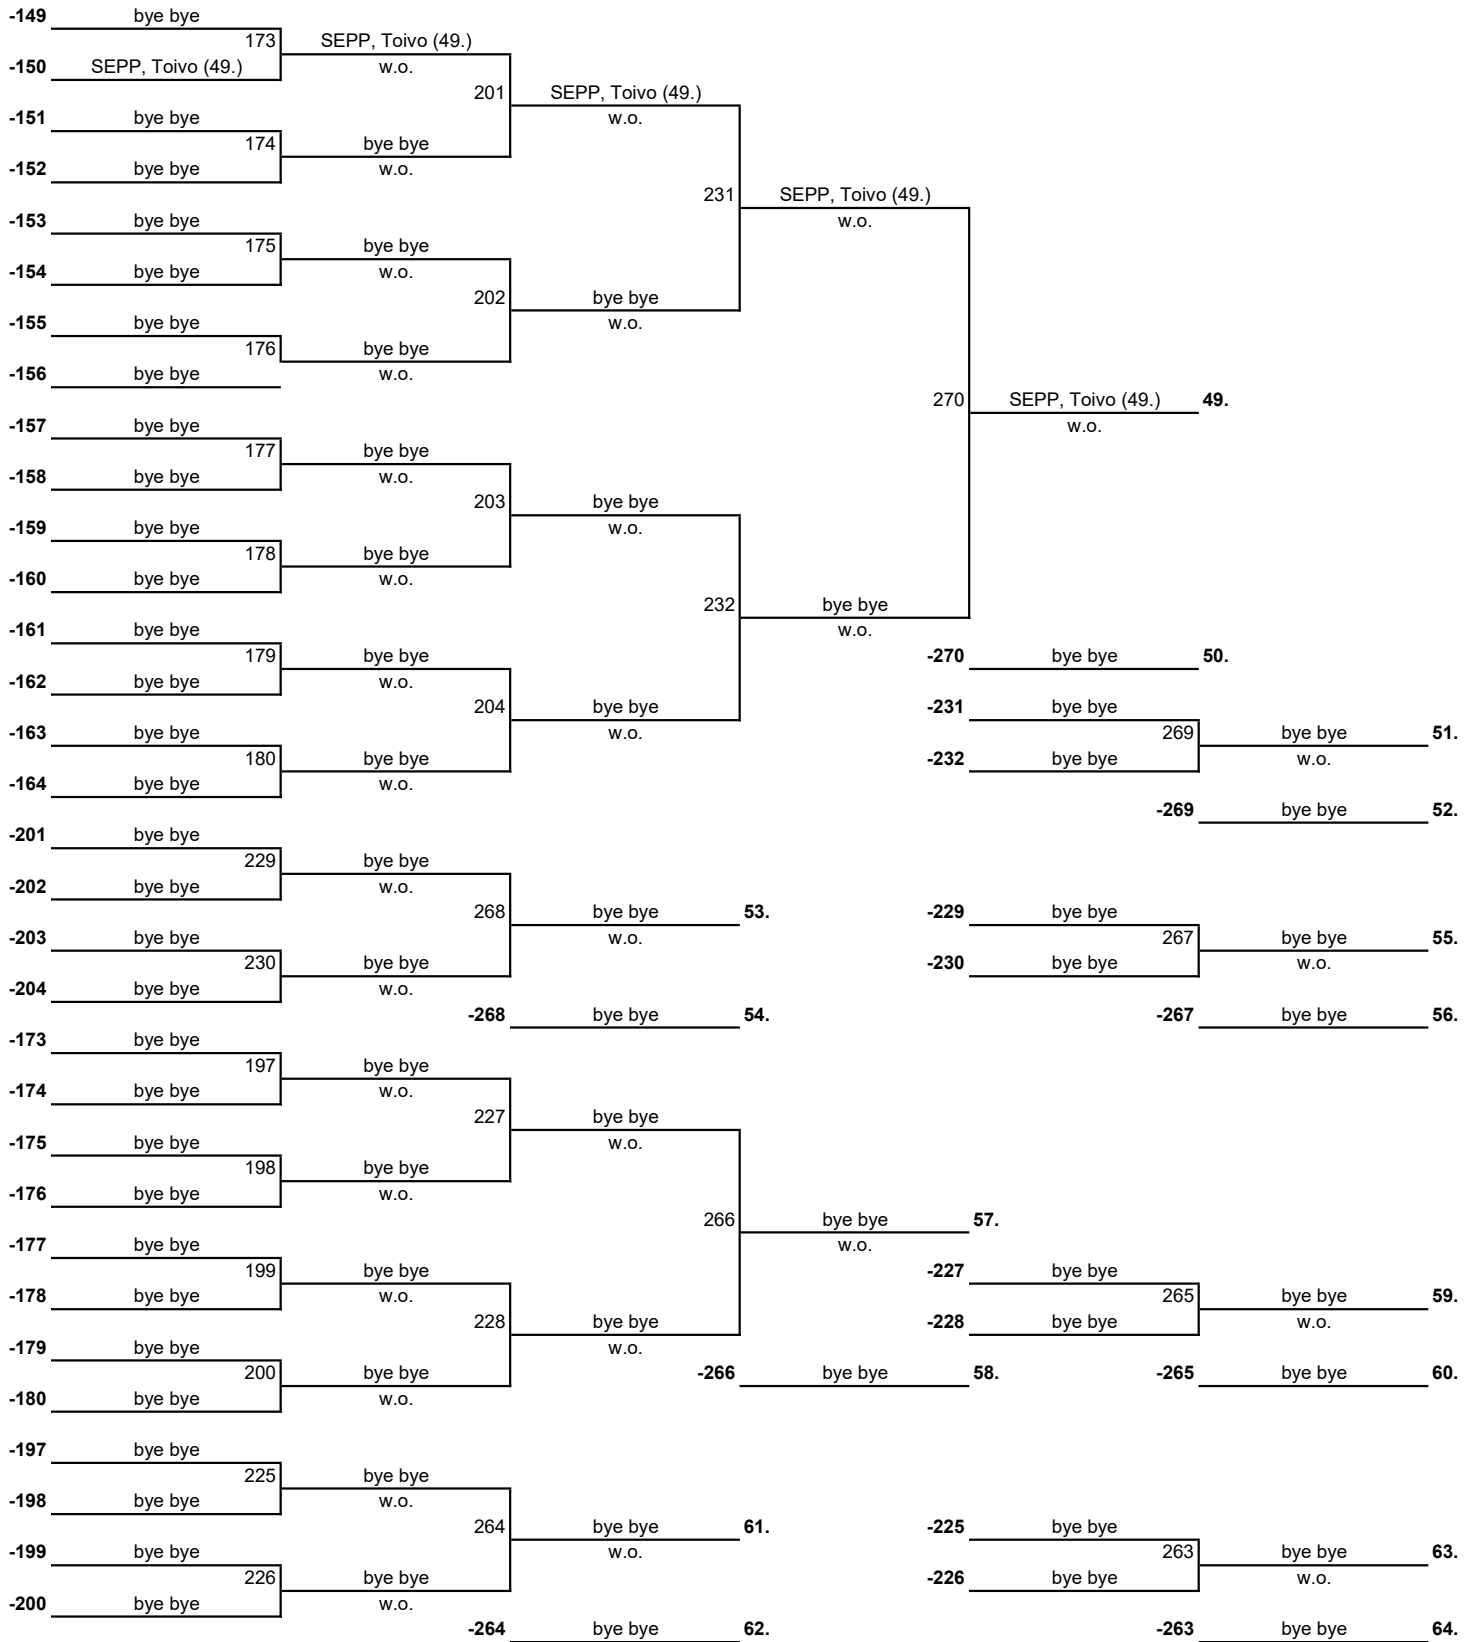 -149 bye bye
173 SEPP, Toivo (49.)
-150 SEPP, Toivo (49.) w.o.
201 SEPP, Toivo (49.)
-151 bye bye w.o.
174 bye bye
-152 bye bye w.o.
231 SEPP, Toivo (49.)
-153 bye bye w.o.
175 bye bye
-154 bye bye w.o.
202 bye bye
-155 bye bye w.o.
176 bye bye
-156 bye bye w.o.
270 SEPP, Toivo (49.) 49.
-157 bye bye w.o.
177 bye bye
-158 bye bye w.o.
203 bye bye
-159 bye bye w.o.
178 bye bye
-160 bye bye w.o.
232 bye bye
-161 bye bye w.o.
179 bye bye -270 bye bye 50.
-162 bye bye w.o.
204 bye bye -231 bye bye
-163 bye bye w.o. 269 bye bye 51.
180 bye bye -232 bye bye w.o.
-164 bye bye w.o.
-269 bye bye 52.
-201 bye bye
229 bye bye
-202 bye bye w.o.
268 bye bye 53. -229 bye bye
-203 bye bye w.o. 267 bye bye 55.
230 bye bye -230 bye bye w.o.
-204 bye bye w.o.
-268 bye bye 54. -267 bye bye 56.
-173 bye bye
197 bye bye
-174 bye bye w.o.
227 bye bye
-175 bye bye w.o.
198 bye bye
-176 bye bye w.o.
266 bye bye 57.
-177 bye bye w.o.
199 bye bye -227 bye bye
-178 bye bye w.o. 265 bye bye 59.
228 bye bye -228 bye bye w.o.
-179 bye bye w.o.
200 bye bye -266 bye bye 58. -265 bye bye 60.
-180 bye bye w.o.
-197 bye bye
225 bye bye
-198 bye bye w.o.
264 bye bye 61. -225 bye bye
-199 bye bye w.o. 263 bye bye 63.
226 bye bye -226 bye bye w.o.
-200 bye bye w.o.
-264 bye bye 62. -263 bye bye 64.